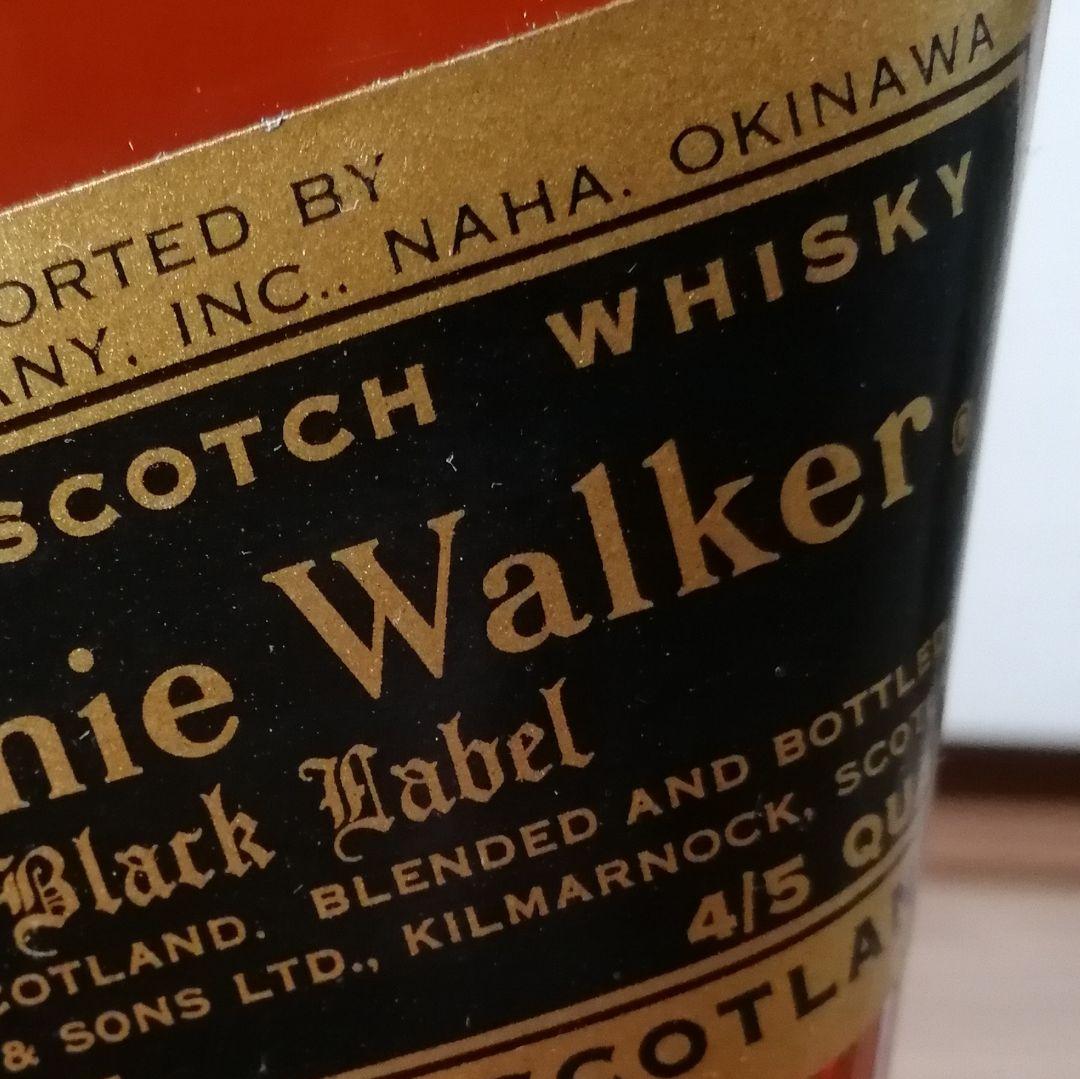 ORTED BY
ANY, INC., NAHA. OKINAWA
SCOTCH WHISKY
nie Walker ®
Black Label
COTLAND. BLENDED AND BOTTLED
& SONS LTD., KILMARNOCK, SCOT
4/5 QU
SCOTLA